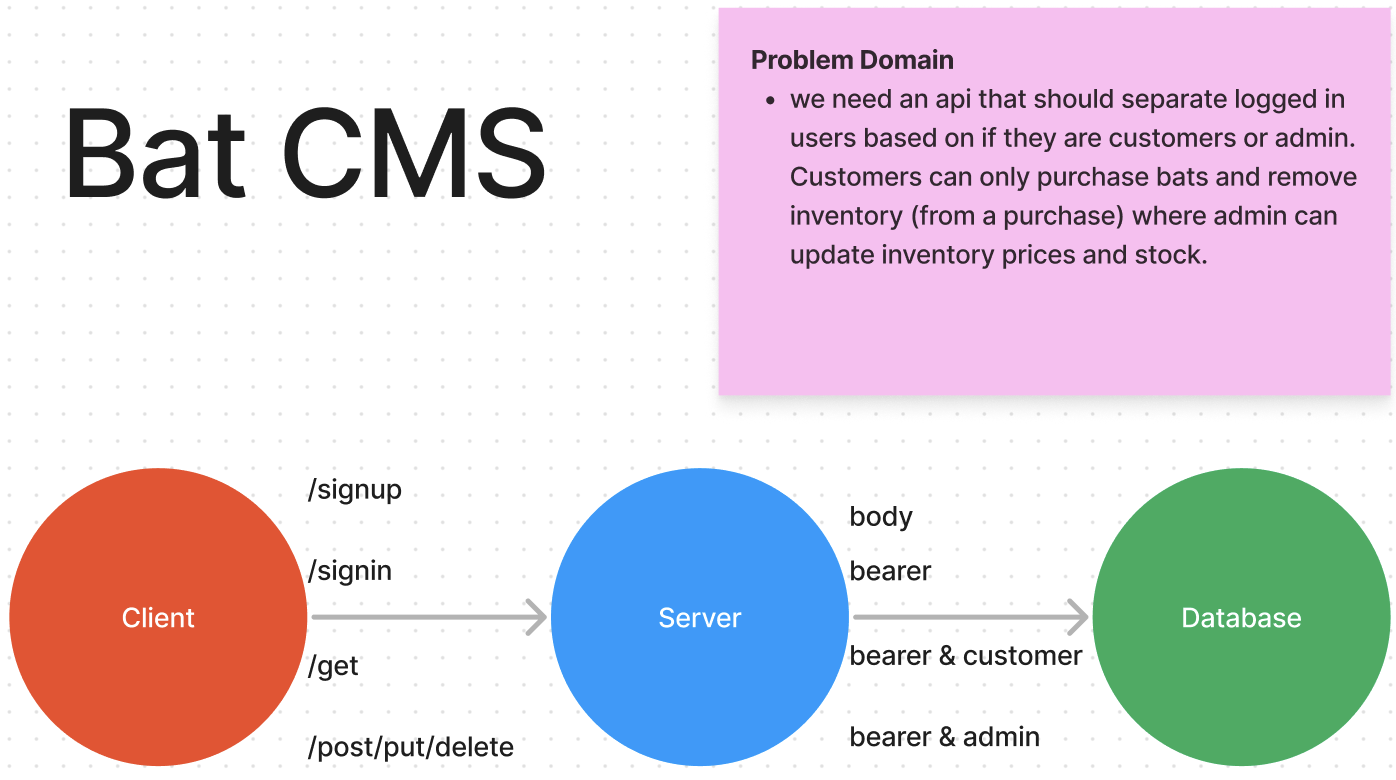 Bat CMS
Problem Domain
• we need an api that should separate logged in
users based on if they are customers or admin.
Customers can only purchase bats and remove
inventory (from a purchase) where admin can
update inventory prices and stock.
Client
/signup
/signin
/get
/post/put/delete
Server
body
bearer
bearer & customer
bearer & admin
Database